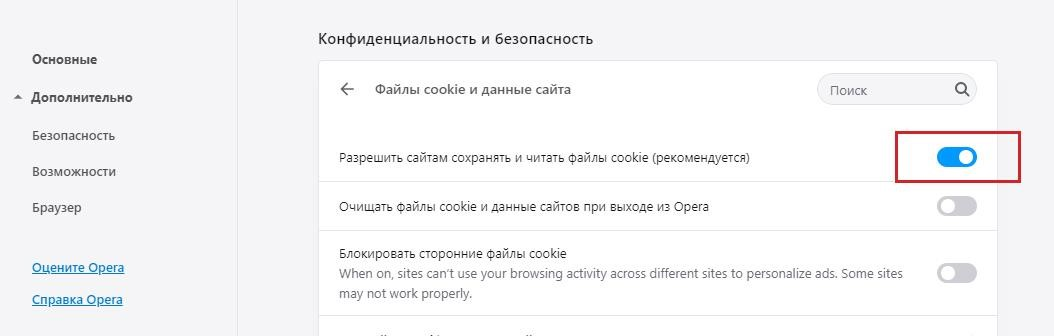 Конфиденциальность и безопасность
Основные
Дополнительно
Безопасность
Возможности
Браузер
Оцените Opera
Справка Opera
Файлы cookie и данные сайта
Поиск
Разрешить сайтам сохранять и читать файлы cookie (рекомендуется)
Очищать файлы cookie и данные сайтов при выходе из Opera
Блокировать сторонние файлы cookie
When on, sites can't use your browsing activity across different sites to personalize ads. Some sites
may not work properly.